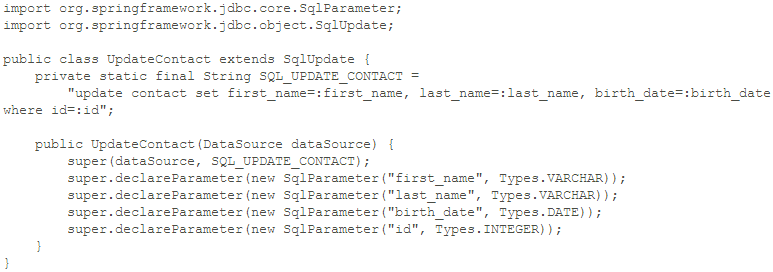 import org.springframework.jdbc.core.SqlParameter;
import org.springframework.jdbc.object.SqlUpdate;

public class UpdateContact extends SqlUpdate {
    private static final String SQL_UPDATE_CONTACT =
        "update contact set first_name=:first_name, last_name=:last_name, birth_date=:birth_date
where id=:id";

    public UpdateContact(DataSource dataSource) {
        super(dataSource, SQL_UPDATE_CONTACT);
        super.declareParameter(new SqlParameter("first_name", Types.VARCHAR));
        super.declareParameter(new SqlParameter("last_name", Types.VARCHAR));
        super.declareParameter(new SqlParameter("birth_date", Types.DATE));
        super.declareParameter(new SqlParameter("id", Types.INTEGER));
    }
}